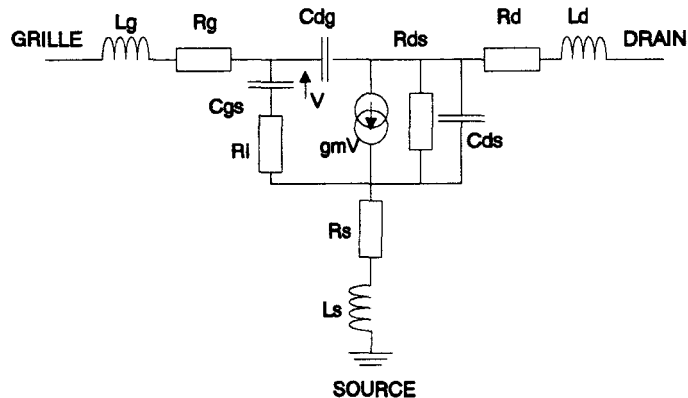 GRILLE Lg Rg Cdg Rds Rd Ld DRAIN
Cgs V
Ri gmV Cds
Rs
Ls
SOURCE